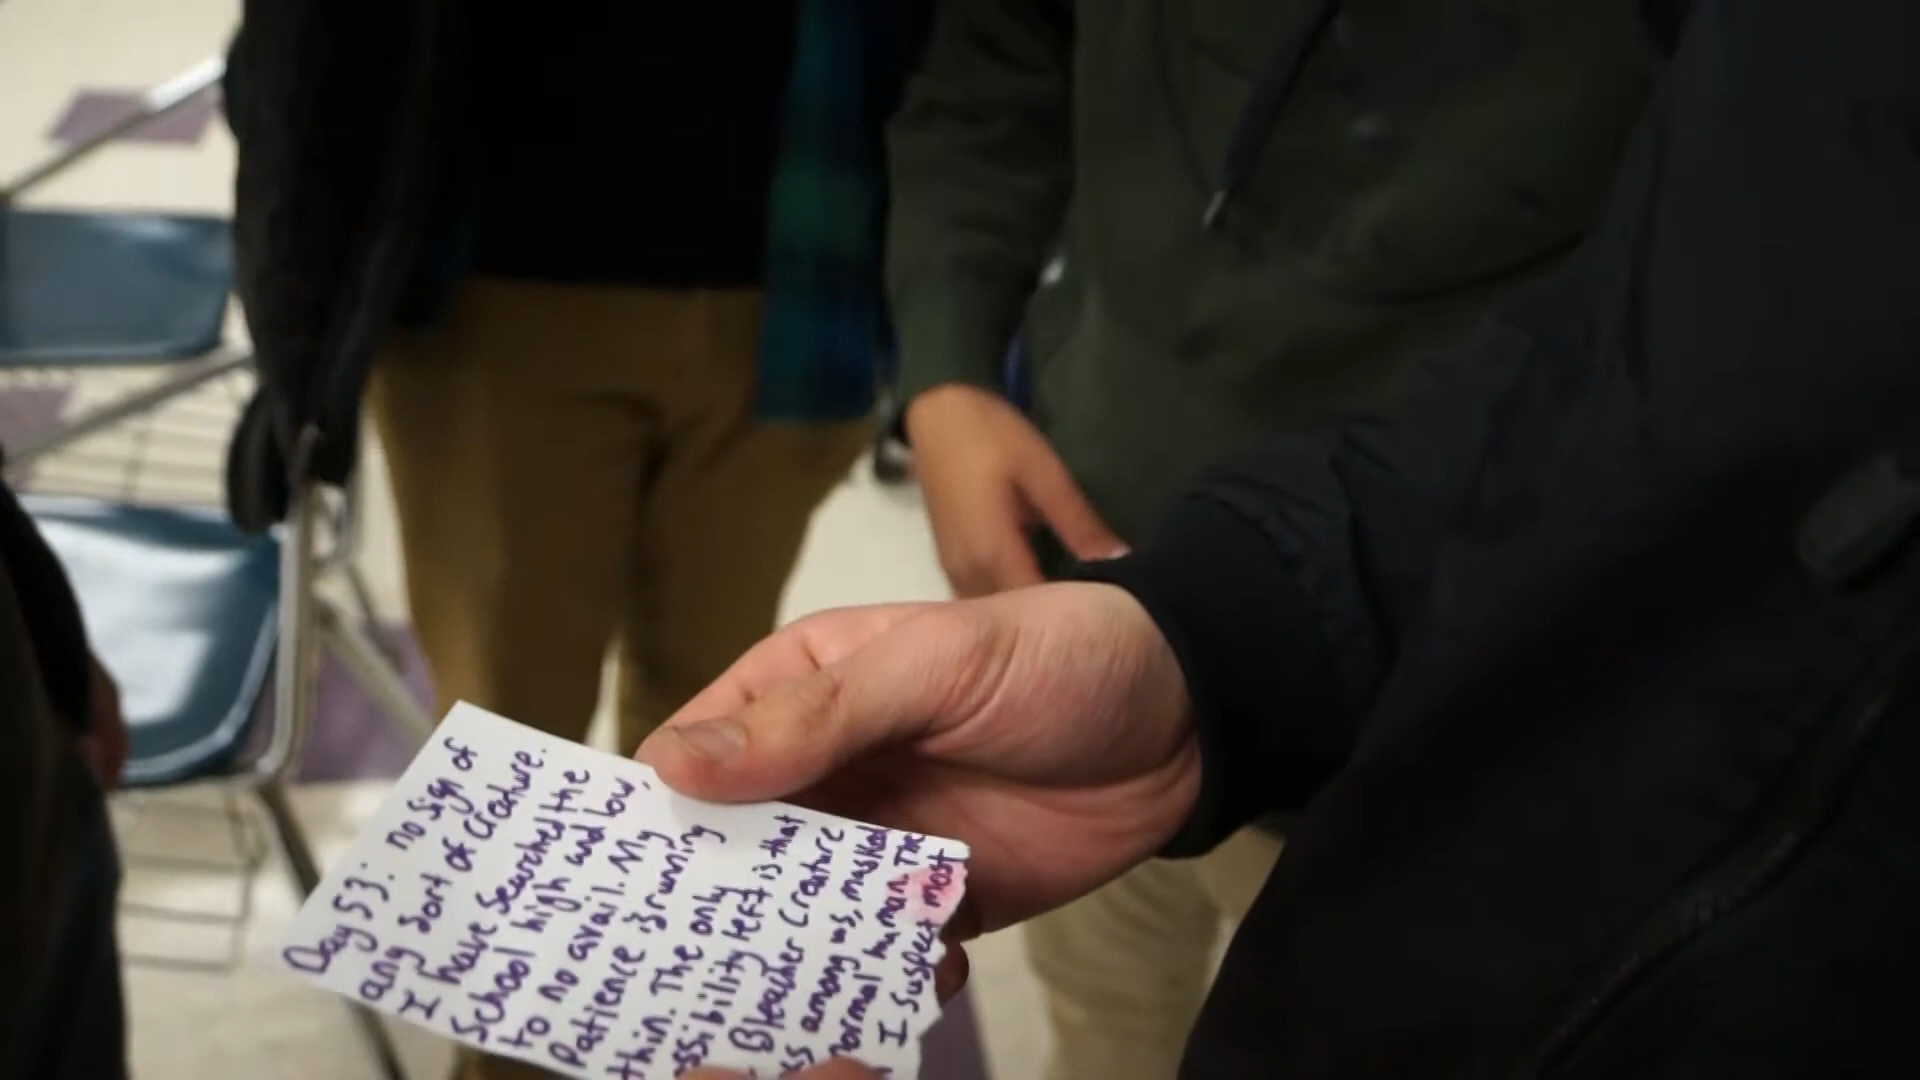 Day 53: no sign of
any sort of creature.
I have searched the
School high and low,
to no avail. My
Patience is running
thin. The only
ssibility left is that
Bleacher Creature
ks among us, masked
normal human. The
I suspect most